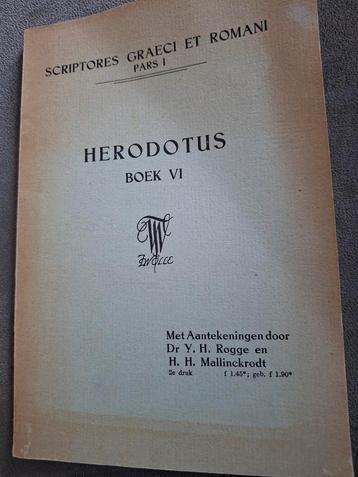 SCRIPTORES GRAECI ET ROMANI
PARS I
HERODOTUS
BOEK VI
ZWOLLE
Met Aantekeningen door
Dr Y. H. Rogge en
H. H. Mallinckrodt
2e druk f 1.45*; geb. f 1.90*